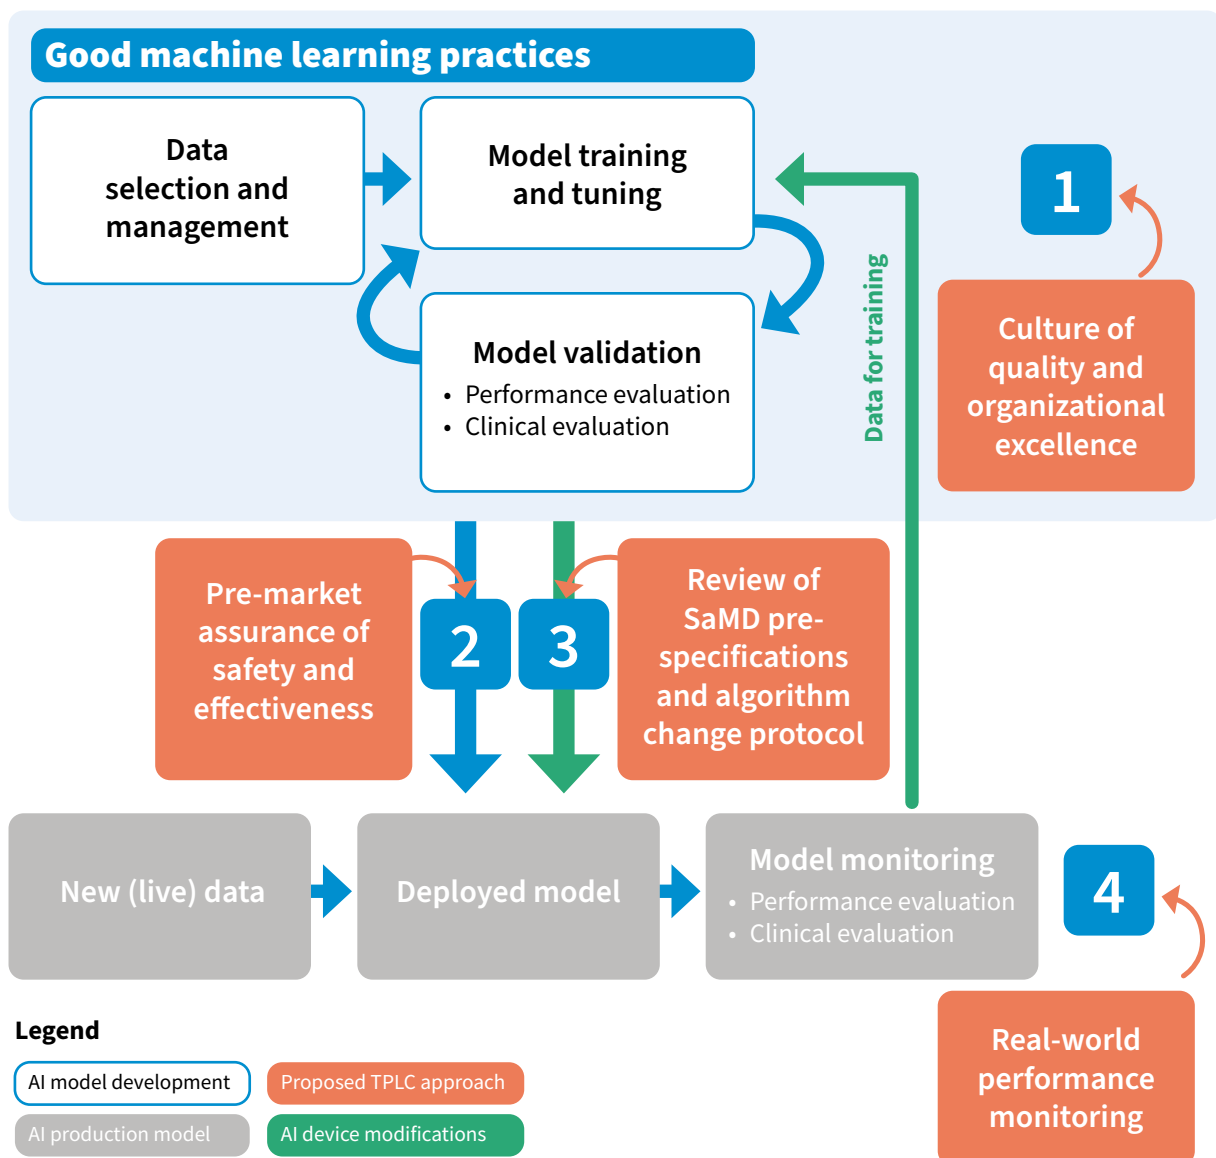 Good machine learning practices
Data
selection and
management
Model training
and tuning
Model validation
• Performance evaluation
• Clinical evaluation
Data for training
1
Culture of
quality and
organizational
excellence
Pre-market
assurance of
safety and
effectiveness
2
3
Review of
SaMD pre-
specifications
and algorithm
change protocol
New (live) data
Deployed model
Model monitoring
• Performance evaluation
• Clinical evaluation
4
Real-world
performance
monitoring
Legend
AI model development
Proposed TPLC approach
AI production model
AI device modifications